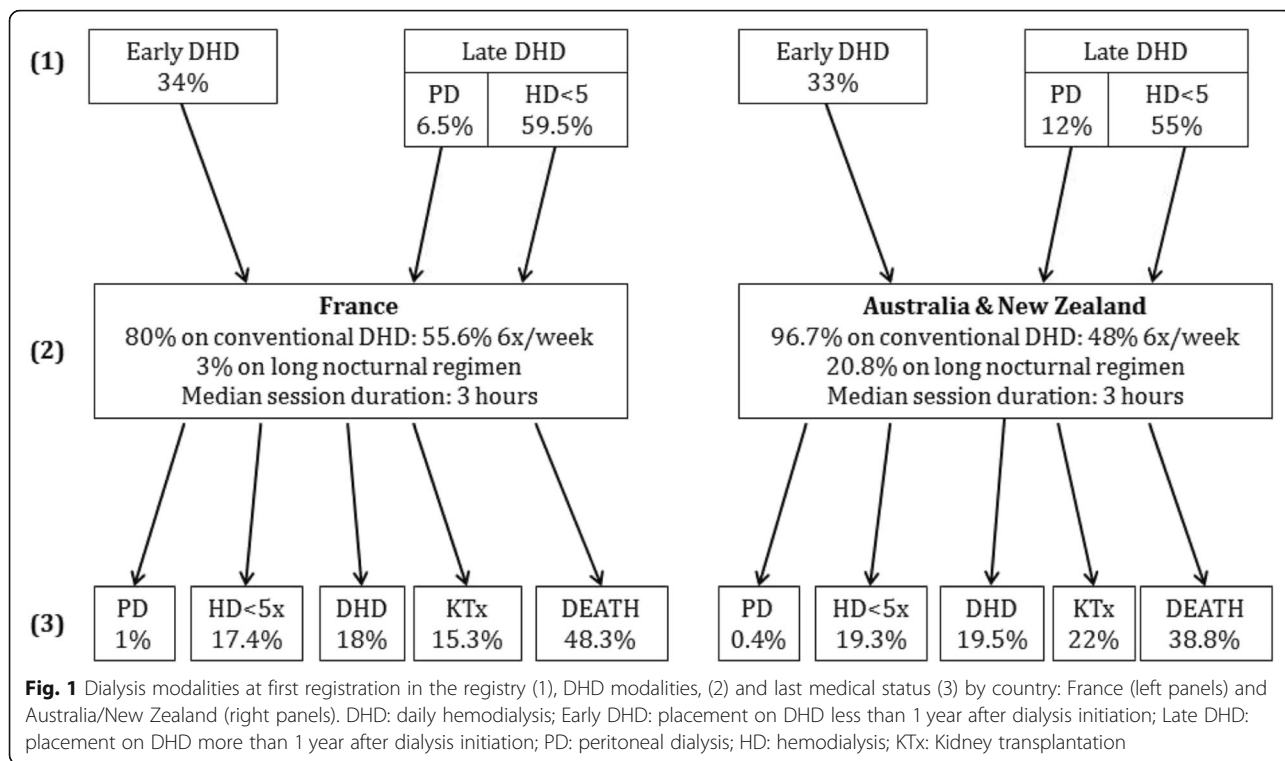 (1)
Early DHD
34%
Late DHD
PD HD<5
6.5% 59.5%
Early DHD
33%
Late DHD
PD HD<5
12% 55%
(2)
France
80% on conventional DHD: 55.6% 6x/week
3% on long nocturnal regimen
Median session duration: 3 hours
Australia & New Zealand
96.7% on conventional DHD: 48% 6x/week
20.8% on long nocturnal regimen
Median session duration: 3 hours
(3)
PD
1%
HD<5x
17.4%
DHD
18%
KTx
15.3%
DEATH
48.3%
PD
0.4%
HD<5x
19.3%
DHD
19.5%
KTx
22%
DEATH
38.8%
Fig. 1 Dialysis modalities at first registration in the registry (1), DHD modalities, (2) and last medical status (3) by country: France (left panels) and
Australia/New Zealand (right panels). DHD: daily hemodialysis; Early DHD: placement on DHD less than 1 year after dialysis initiation; Late DHD:
placement on DHD more than 1 year after dialysis initiation; PD: peritoneal dialysis; HD: hemodialysis; KTx: Kidney transplantation